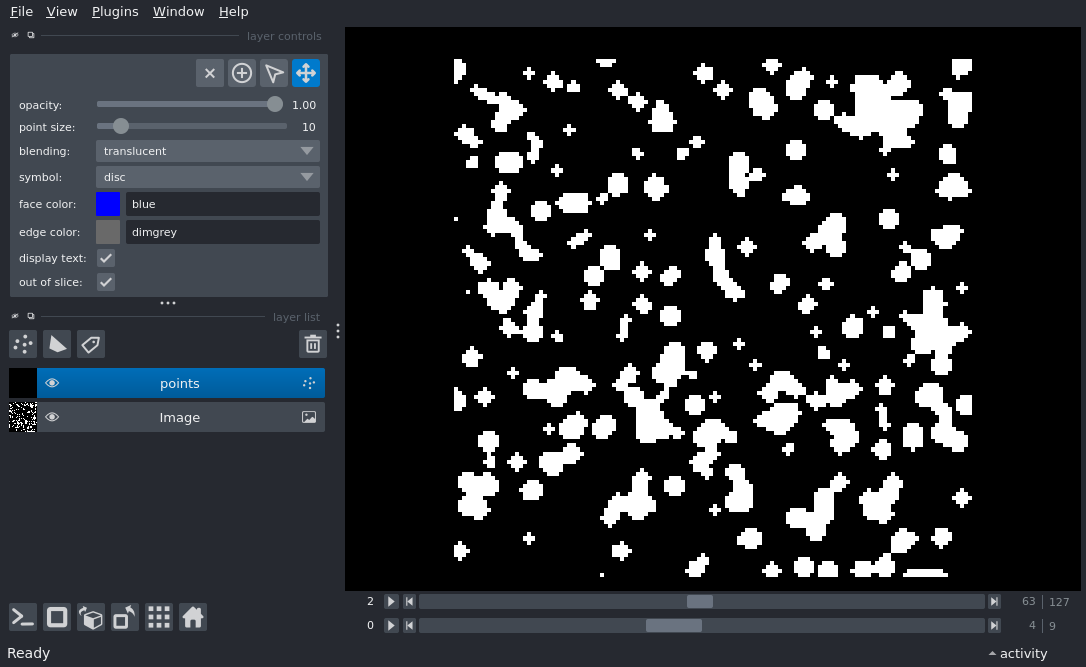 File View Plugins Window Help
layer controls
opacity: 1.00
point size: 10
blending: translucent
symbol: disc
face color: blue
edge color: dimgrey
display text:
out of slice:
layer list
points
Image
2 63 127
0 4 9
Ready activity